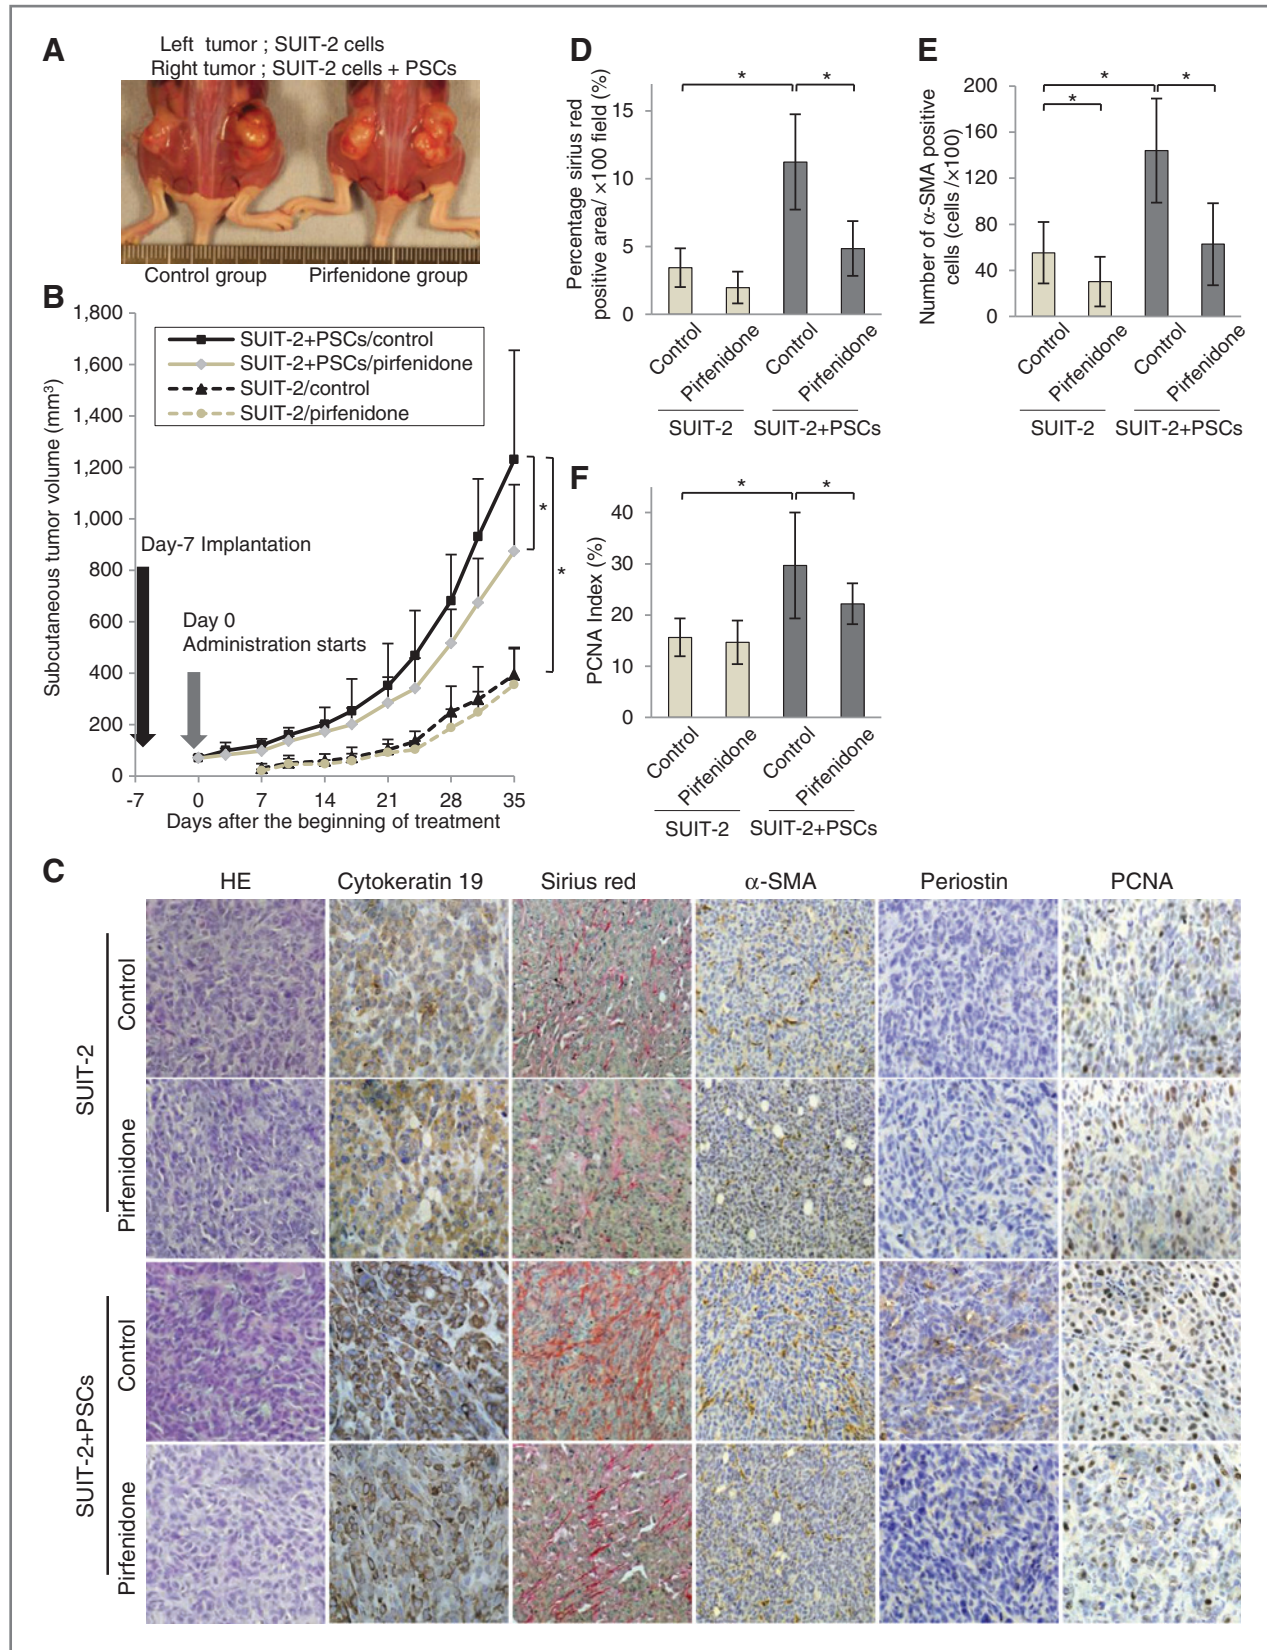 A
Left tumor ; SUIT-2 cells
Right tumor ; SUIT-2 cells + PSCs
Control group
Pirfenidone group
B
Subcutaneous tumor volume (mm³)
1,800
1,600
1,400
1,200
1,000
800
600
400
200
0
SUIT-2+PSCs/control
SUIT-2+PSCs/pirfenidone
SUIT-2/control
SUIT-2/pirfenidone
Day-7 Implantation
Day 0
Administration starts
*
*
-7 0 7 14 21 28 35
Days after the beginning of treatment
D
Percentage sirius red
positive area/ ×100 field (%)
15
10
5
0
* *
Control
Pirfenidone
Control
Pirfenidone
SUIT-2
SUIT-2+PSCs
E
Number of α-SMA positive
cells (cells /×100)
200
160
120
80
40
0
* *
*
Control
Pirfenidone
Control
Pirfenidone
SUIT-2
SUIT-2+PSCs
F
PCNA Index (%)
40
30
20
10
0
* *
Control
Pirfenidone
Control
Pirfenidone
SUIT-2
SUIT-2+PSCs
C
HE Cytokeratin 19 Sirius red α-SMA Periostin PCNA
SUIT-2
Control
Pirfenidone
SUIT-2+PSCs
Control
Pirfenidone